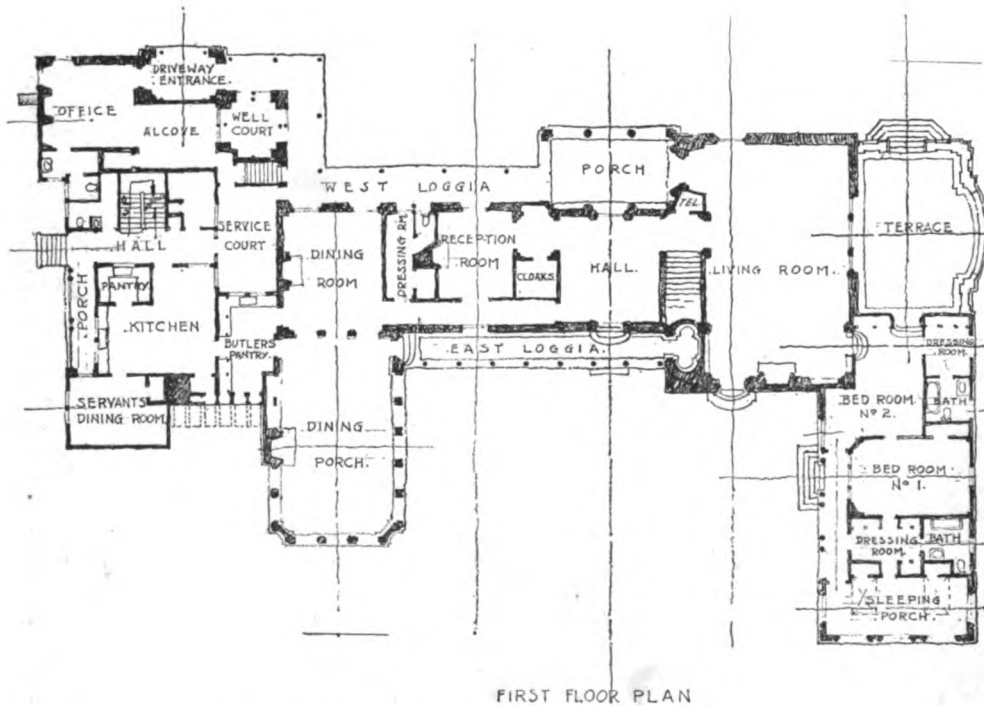 DRIVEWAY
ENTRANCE.
OFFICE
ALCOVE
WELL
COURT
PORCH
WEST LOGGIA
TEL.
TERRACE
UP
HALL
SERVICE
COURT
DINING
ROOM
DRESSING RM.
RECEPTION
ROOM
CLOAKS.
HALL.
LIVING ROOM.
PORCH
PANTRY
KITCHEN
BUTLERS
PANTRY.
EAST LOGGIA.
DRESSING
ROOM.
BED ROOM
Nº 2.
BATH
SERVANTS
DINING ROOM.
DINING
PORCH.
BED ROOM
Nº 1.
DRESSING
ROOM.
BATH
SLEEPING
PORCH.
FIRST FLOOR PLAN